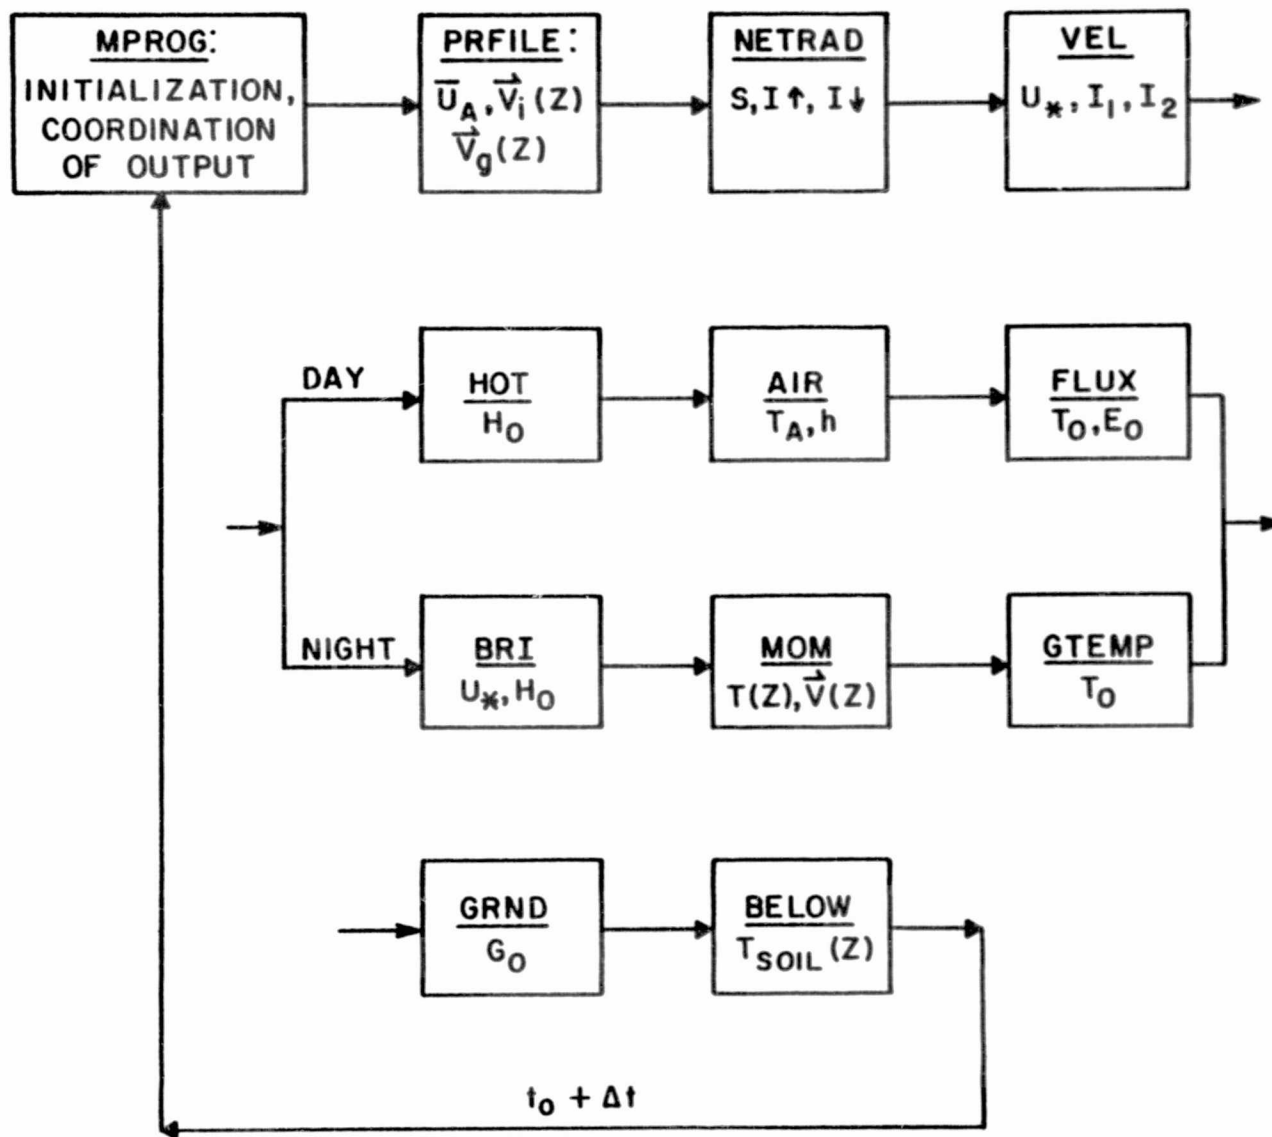 MPROG:
INITIALIZATION,
COORDINATION
OF OUTPUT
PRFILE:
U̅_A, V⃗_i(Z)
V⃗_g(Z)
NETRAD
S, I↑, I↓
VEL
U_*, I_1, I_2
DAY
HOT
H_O
AIR
T_A, h
FLUX
T_O, E_O
NIGHT
BRI
U_*, H_O
MOM
T(Z), V⃗(Z)
GTEMP
T_O
GRND
G_O
BELOW
T_SOIL(Z)
t_o + Δt